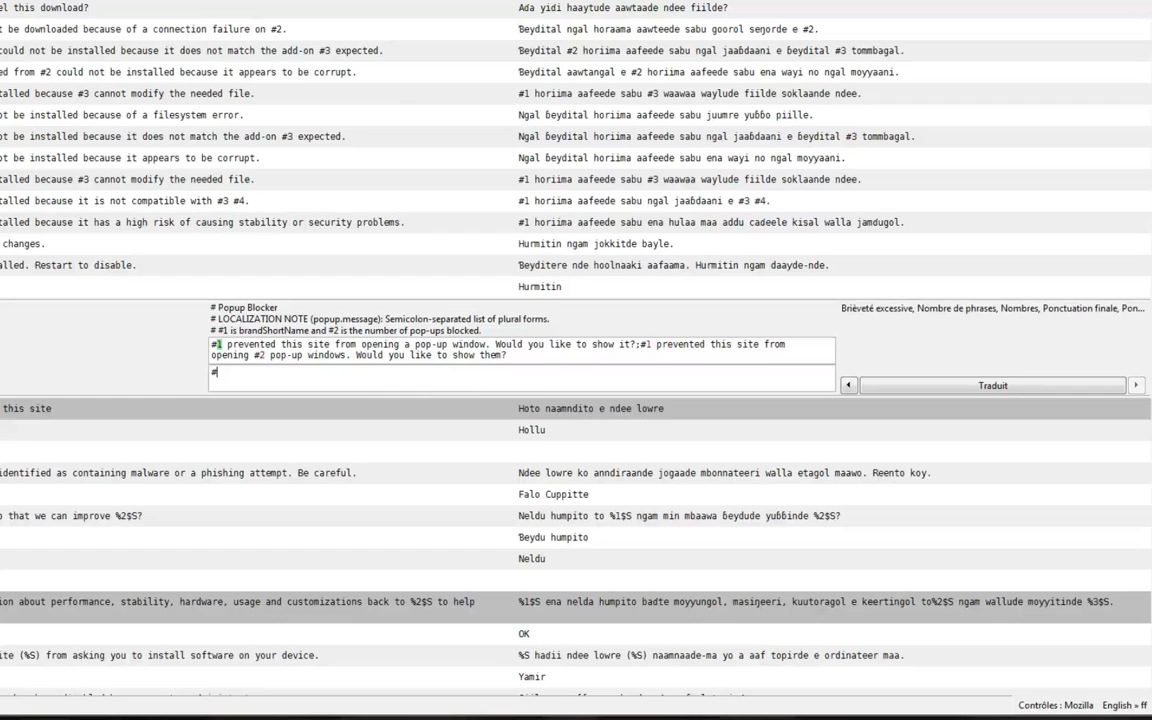 el this download? Ada yidi haaytude aawtaade ndee fiilde?
t be downloaded because of a connection failure on #2. Ɓeydital ngal horaama aawteede sabu goorol seŋorde e #2.
could not be installed because it does not match the add-on #3 expected. Ɓeydital #2 horiima aafeede sabu ngal jaaɓdaani e ɓeydital #3 tommbagal.
ed from #2 could not be installed because it appears to be corrupt. Ɓeydital aawtangal e #2 horiima aafeede sabu ena wayi no ngal moyyaani.
talled because #3 cannot modify the needed file. #1 horiima aafeede sabu #3 waawaa waylude fiilde soklaande ndee.
ot be installed because of a filesystem error. Ngal ɓeydital horiima aafeede sabu juumre yuɓɓo piille.
ot be installed because it does not match the add-on #3 expected. Ngal ɓeydital horiima aafeede sabu ngal jaaɓdaani e ɓeydital #3 tommbagal.
ot be installed because it appears to be corrupt. Ngal ɓeydital horiima aafeede sabu ena wayi no ngal moyyaani.
talled because #3 cannot modify the needed file. #1 horiima aafeede sabu #3 waawaa waylude fiilde soklaande ndee.
talled because it is not compatible with #3 #4. #1 horiima aafeede sabu ngal jaaɓdaani e #3 #4.
talled because it has a high risk of causing stability or security problems. #1 horiima aafeede sabu ena hulaa maa addu cadeele kisal walla jamdugol.
changes. Hurmitin ngam jokkitde bayle.
alled. Restart to disable. Ɓeyditere nde hoolnaaki aafaama. Hurmitin ngam daayde-nde.
Hurmitin
# Popup Blocker
# LOCALIZATION NOTE (popup.message): Semicolon-separated list of plural forms.
# #1 is brandShortName and #2 is the number of pop-ups blocked.
Brièveté excessive, Nombre de phrases, Nombres, Ponctuation finale, Pon...
#1 prevented this site from opening a pop-up window. Would you like to show it?;#1 prevented this site from
opening #2 pop-up windows. Would you like to show them?
#
Traduit
this site Hoto naamndito e ndee lowre
Hollu
identified as containing malware or a phishing attempt. Be careful. Ndee lowre ko anndiraande jogaade mbonnateeri walla etagol maawo. Reento koy.
Falo Cuppitte
o that we can improve %2$S? Neldu humpito to %1$S ngam min mbaawa ɓeydude yuɓɓinde %2$S?
Ɓeydu humpito
Neldu
ion about performance, stability, hardware, usage and customizations back to %2$S to help %1$S ena nelda humpito baɗte moyyungol, masiŋeeri, kuutoragol e keertingol to%2$S ngam wallude moyyitinde %3$S.
OK
ite (%S) from asking you to install software on your device. %S hadii ndee lowre (%S) naamnaade-ma yo a aaf topirde e ordinateer maa.
Yamir
Contrôles : Mozilla English » ff